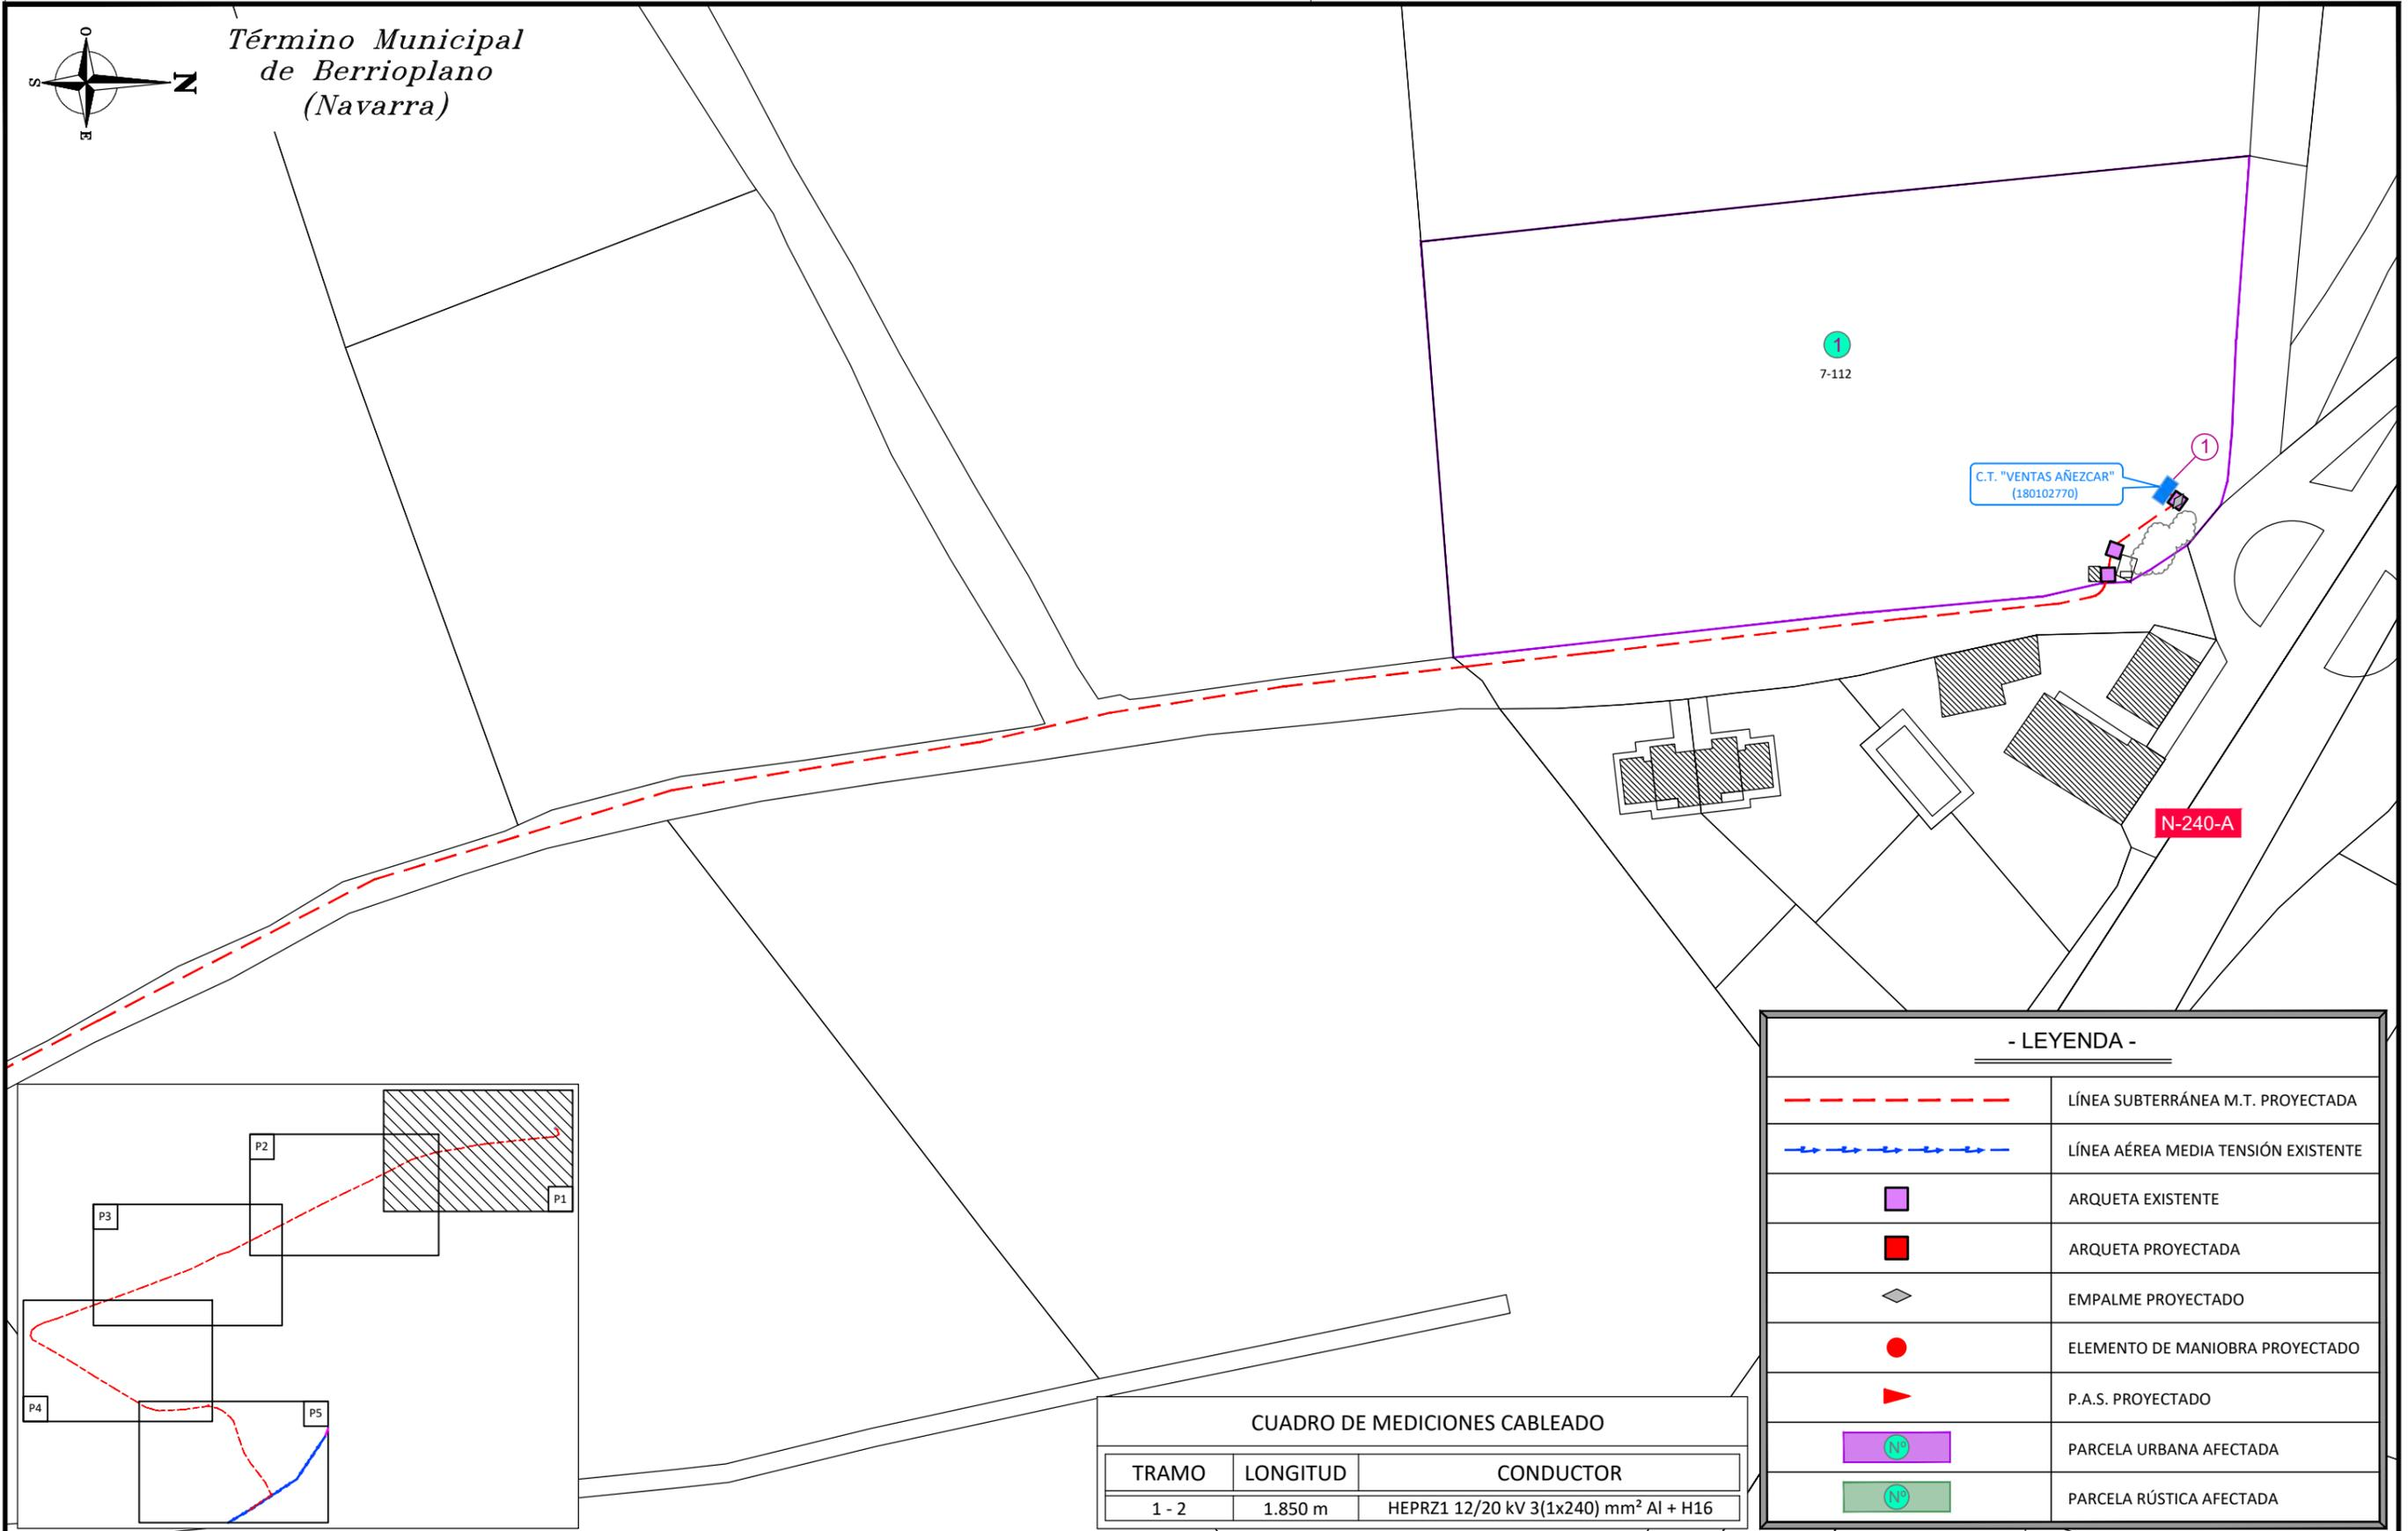 O
S
N
E
Término Municipal
de Berrioplano
(Navarra)
1
7-112
1
C.T. "VENTAS AÑEZCAR"
(180102770)
N-240-A
P2
P1
P3
P4
P5
CUADRO DE MEDICIONES CABLEADO
TRAMO LONGITUD CONDUCTOR
1 - 2 1.850 m HEPRZ1 12/20 kV 3(1x240) mm² Al + H16
- LEYENDA -
LÍNEA SUBTERRÁNEA M.T. PROYECTADA
LÍNEA AÉREA MEDIA TENSIÓN EXISTENTE
ARQUETA EXISTENTE
ARQUETA PROYECTADA
EMPALME PROYECTADO
ELEMENTO DE MANIOBRA PROYECTADO
P.A.S. PROYECTADO
Nº PARCELA URBANA AFECTADA
Nº PARCELA RÚSTICA AFECTADA